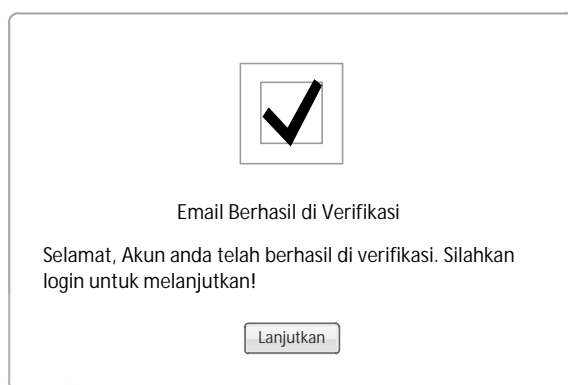 Email Berhasil di Verifikasi
Selamat, Akun anda telah berhasil di verifikasi. Silahkan
login untuk melanjutkan!
Lanjutkan